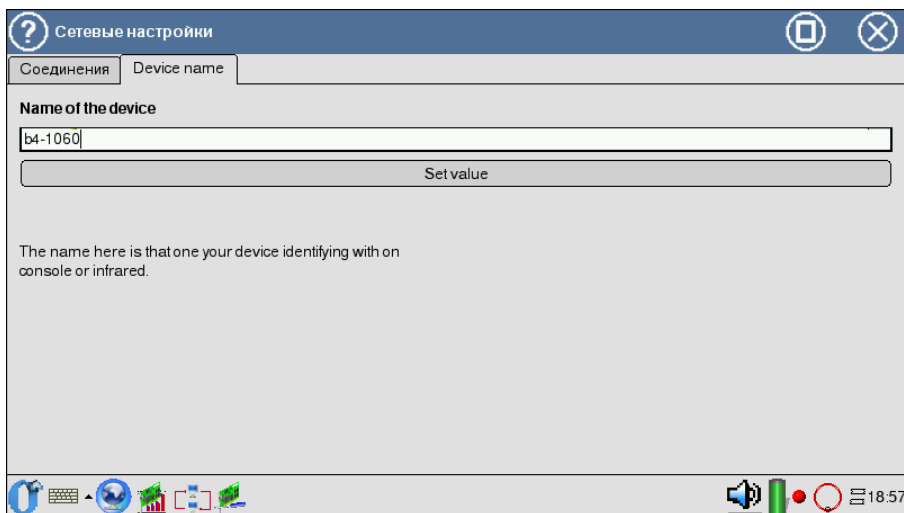 Сетевые настройки
Соединения Device name
Name of the device
b4-1060
Set value
The name here is that one your device identifying with on
console or infrared.
18:57